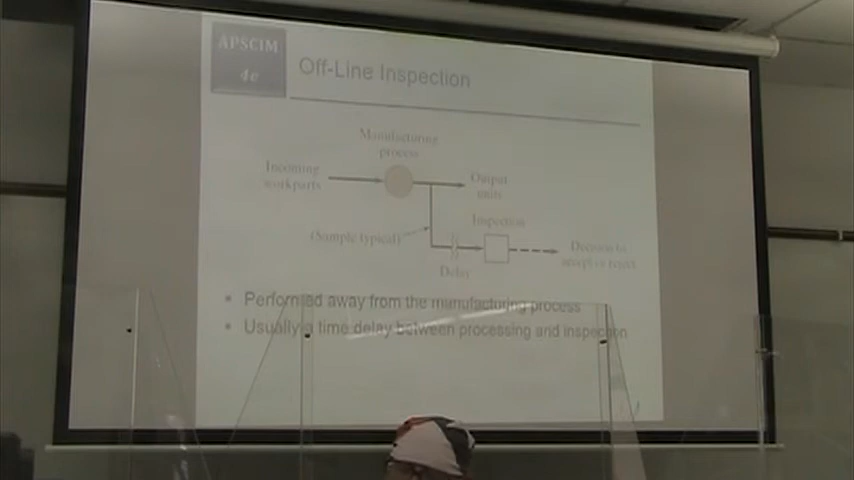 APSCIM
4e
Off-Line Inspection
Manufacturing
process
Incoming
workparts
Output
units
Inspection
(Sample typical)
Decision to
accept or reject
Delay
▪ Performed away from the manufacturing process
▪ Usually a time delay between processing and inspection